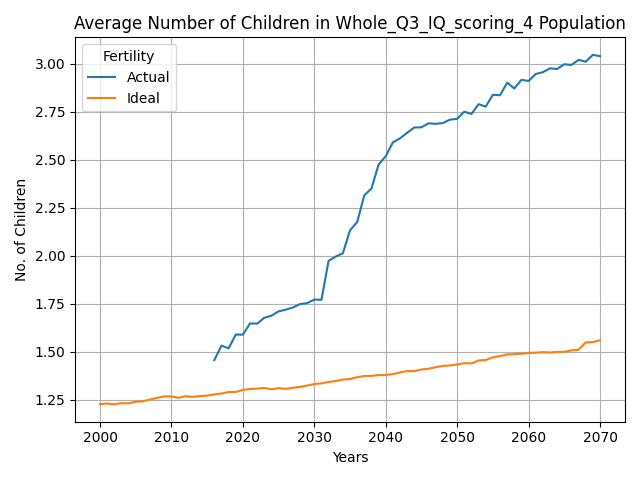 Average Number of Children in Whole_Q3_IQ_scoring_4 Population
Fertility
Actual
Ideal
No. of Children
3.00
2.75
2.50
2.25
2.00
1.75
1.50
1.25
2000 2010 2020 2030 2040 2050 2060 2070
Years